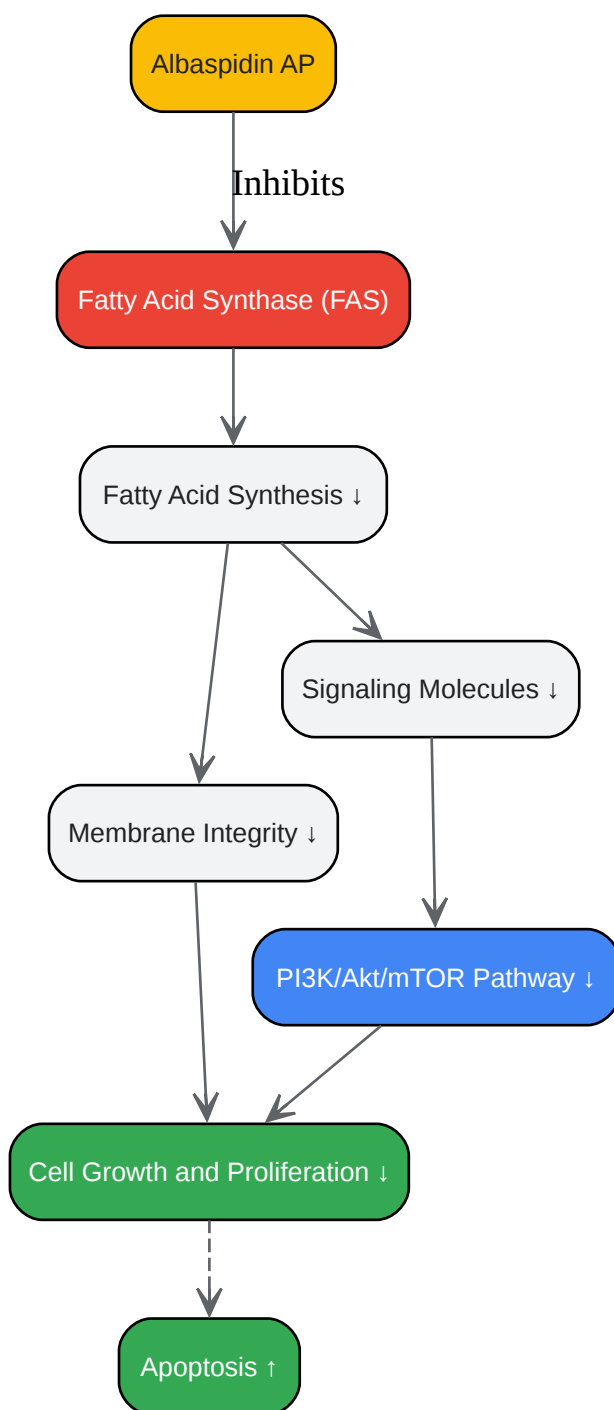 Albaspidin AP
Inhibits
Fatty Acid Synthase (FAS)
Fatty Acid Synthesis ↓
Signaling Molecules ↓
Membrane Integrity ↓
PI3K/Akt/mTOR Pathway ↓
Cell Growth and Proliferation ↓
Apoptosis ↑